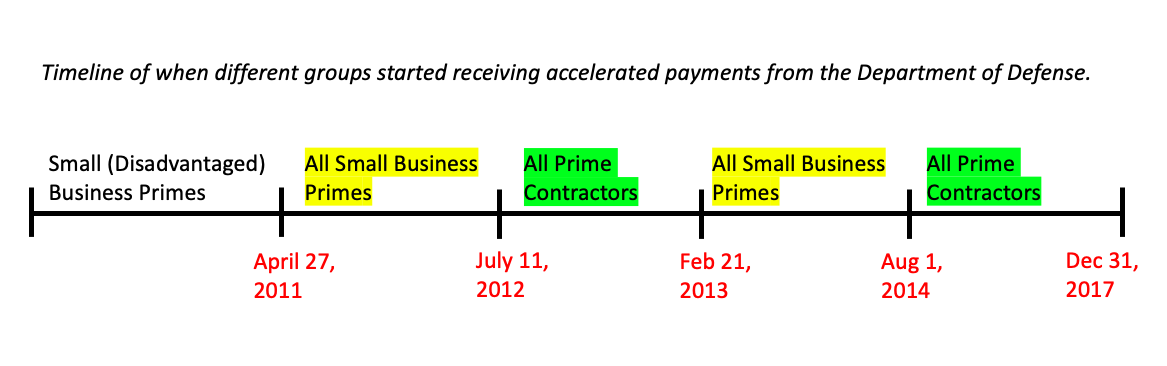 Timeline of when different groups started receiving accelerated payments from the Department of Defense.
Small (Disadvantaged)
Business Primes
All Small Business
Primes
All Prime
Contractors
All Small Business
Primes
All Prime
Contractors
April 27,
2011
July 11,
2012
Feb 21,
2013
Aug 1,
2014
Dec 31,
2017